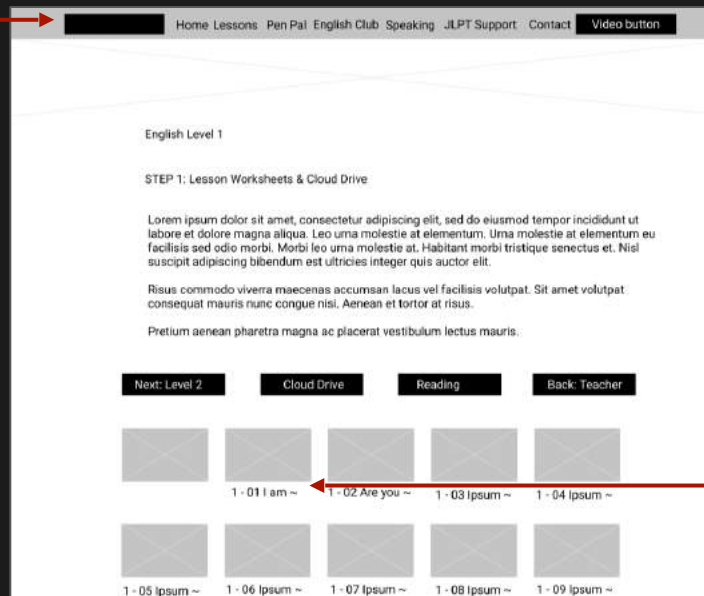 Home Lessons Pen Pal English Club Speaking JLPT Support Contact Video button
English Level 1
STEP 1: Lesson Worksheets & Cloud Drive
Lorem ipsum dolor sit amet, consectetur adipiscing elit, sed do eiusmod tempor incididunt ut
labore et dolore magna aliqua. Leo urna molestie at elementum. Urna molestie at elementum eu
facilisis sed odio morbi. Morbi leo urna molestie at. Habitant morbi tristique senectus et. Nisl
suscipit adipiscing bibendum est ultricies integer quis auctor elit.
Risus commodo viverra maecenas accumsan lacus vel facilisis volutpat. Sit amet volutpat
consequat mauris nunc congue nisi. Aenean et tortor at risus.
Pretium aenean pharetra magna ac placerat vestibulum lectus mauris.
Next: Level 2 Cloud Drive Reading Back: Teacher
1 - 01 I am ~ 1 - 02 Are you ~ 1 - 03 Ipsum ~ 1 - 04 Ipsum ~
1 - 05 Ipsum ~ 1 - 06 Ipsum ~ 1 - 07 Ipsum ~ 1 - 08 Ipsum ~ 1 - 09 Ipsum ~